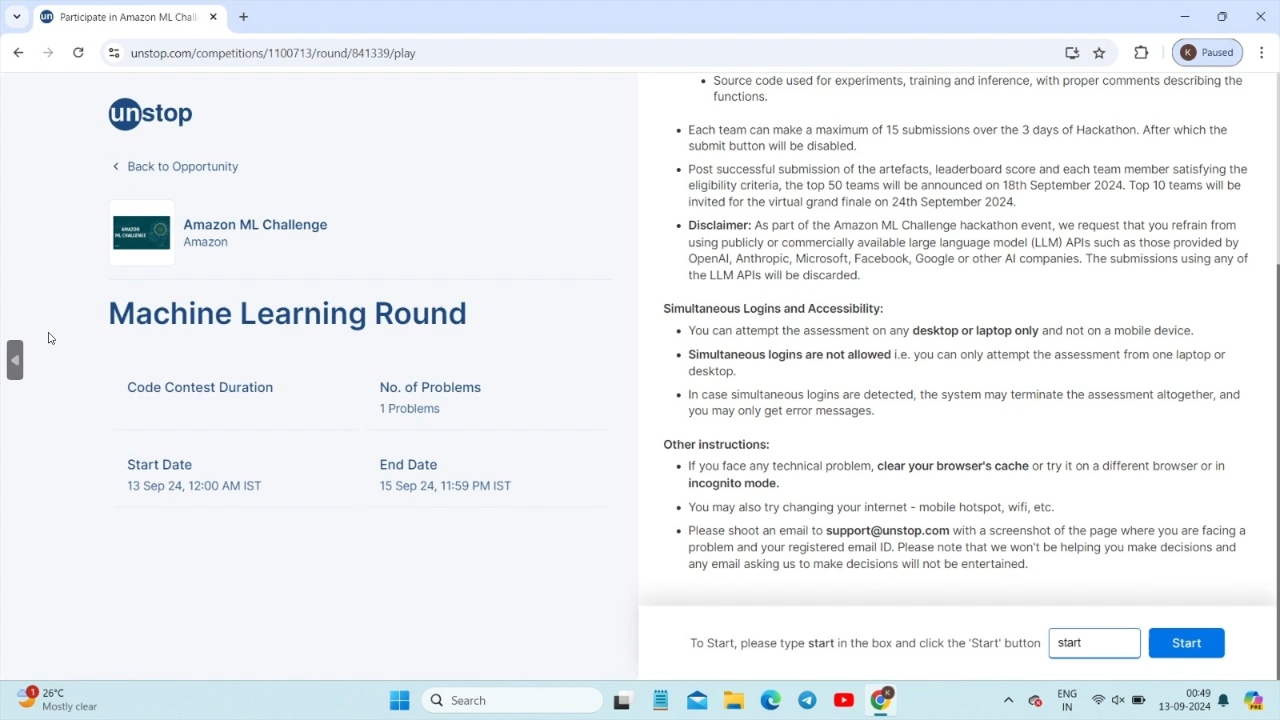 Participate in Amazon ML Chall
unstop.com/competitions/1100713/round/841339/play
K Paused
unstop
Back to Opportunity
AMAZON ML CHALLENGE
Amazon ML Challenge
Amazon
Machine Learning Round
Code Contest Duration
No. of Problems
1 Problems
Start Date
13 Sep 24, 12:00 AM IST
End Date
15 Sep 24, 11:59 PM IST
Source code used for experiments, training and inference, with proper comments describing the
functions.
Each team can make a maximum of 15 submissions over the 3 days of Hackathon. After which the
submit button will be disabled.
Post successful submission of the artefacts, leaderboard score and each team member satisfying the
eligibility criteria, the top 50 teams will be announced on 18th September 2024. Top 10 teams will be
invited for the virtual grand finale on 24th September 2024.
Disclaimer: As part of the Amazon ML Challenge hackathon event, we request that you refrain from
using publicly or commercially available large language model (LLM) APIs such as those provided by
OpenAI, Anthropic, Microsoft, Facebook, Google or other AI companies. The submissions using any of
the LLM APIs will be discarded.
Simultaneous Logins and Accessibility:
You can attempt the assessment on any desktop or laptop only and not on a mobile device.
Simultaneous logins are not allowed i.e. you can only attempt the assessment from one laptop or
desktop.
In case simultaneous logins are detected, the system may terminate the assessment altogether, and
you may only get error messages.
Other instructions:
If you face any technical problem, clear your browser's cache or try it on a different browser or in
incognito mode.
You may also try changing your internet - mobile hotspot, wifi, etc.
Please shoot an email to support@unstop.com with a screenshot of the page where you are facing a
problem and your registered email ID. Please note that we won't be helping you make decisions and
any email asking us to make decisions will not be entertained.
To Start, please type start in the box and click the 'Start' button
start
Start
1
26°C
Mostly clear
Search
K
ENG
IN
00:49
13-09-2024
PRE